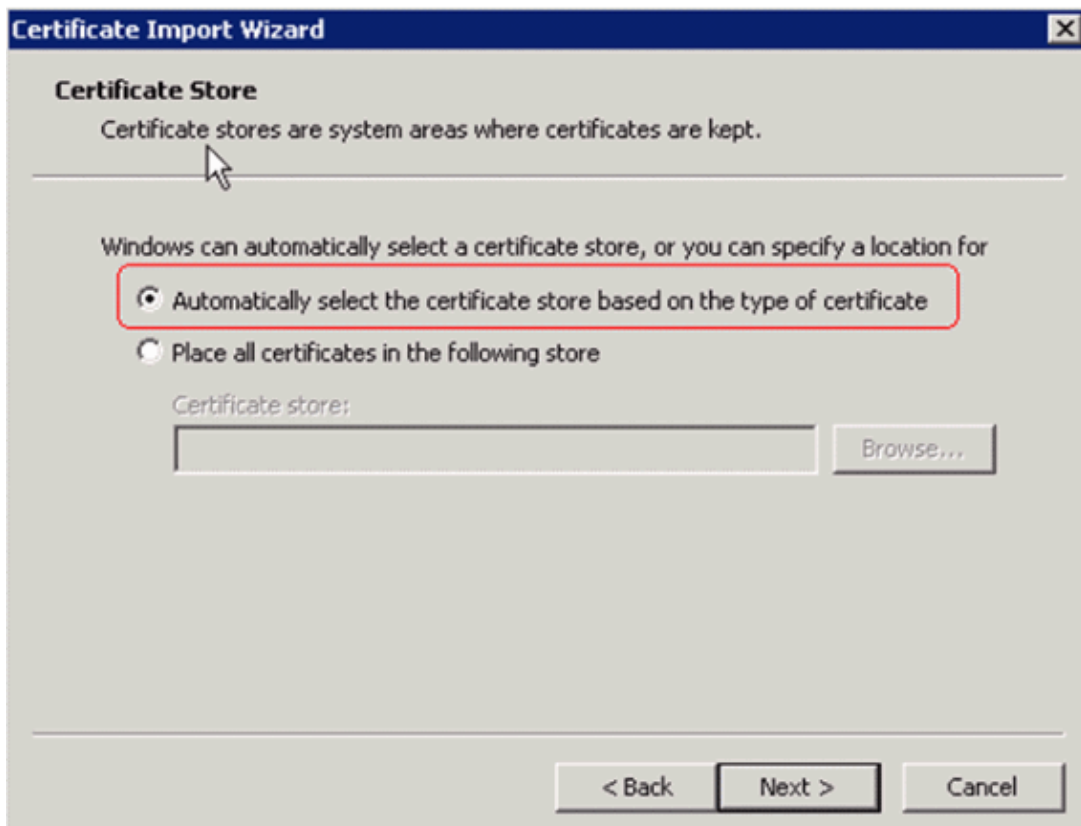 Certificate Import Wizard
Certificate Store
Certificate stores are system areas where certificates are kept.
Windows can automatically select a certificate store, or you can specify a location for
Automatically select the certificate store based on the type of certificate
Place all certificates in the following store
Certificate store:
Browse...
< Back
Next >
Cancel